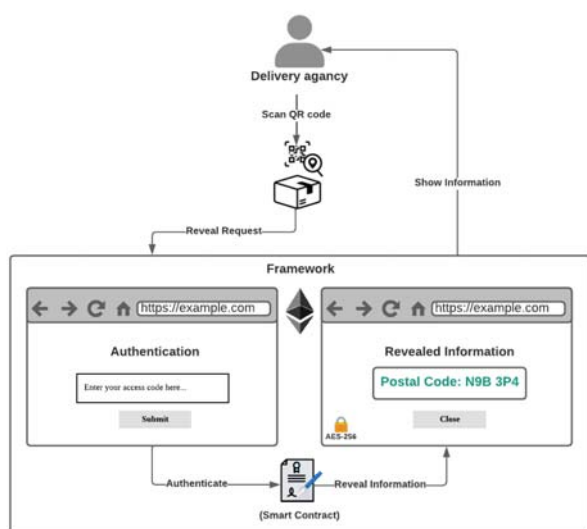 Delivery agancy
Scan QR code
Show Information
Reveal Request
Framework
https://example.com
https://example.com
Authentication
Revealed Information
Enter your access code here...
Postal Code: N9B 3P4
Submit
Close
AES-256
Authenticate
Reveal Information
(Smart Contract)